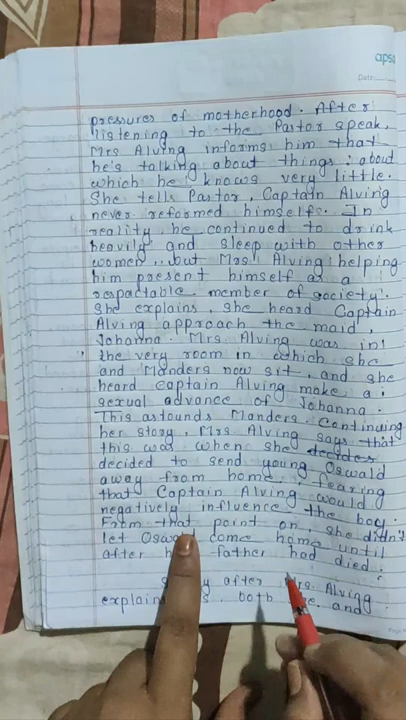 apso
Date:
pressures of motherhood. After
listening to the Pastor speak,
Mrs Alving informs him that
he's talking about things about
which he knows very little.
She tells Pastor, Captain Alving
never reformed himself. In
reality he continued to drink
heavily and sleep with other
women, but Mrs Alving helping
him present himself as a
respactable member of society.
She explains, she heard Captain
Alving approach the maid,
Johanna. Mrs. Alving was in
the very room in which she
and Manders now sit, and she
heard captain Alving make a
sexual advance of Johanna.
This astounds Manders. Continuing
her story, Mrs Alving says that
this was when she decides
decided to send young Oswald
away from home, fearing
that Captain Alving would
negatively influence the boy.
From that point on, she didn't
let come home until
after father had died.
after Mrs. Alving
explain both and